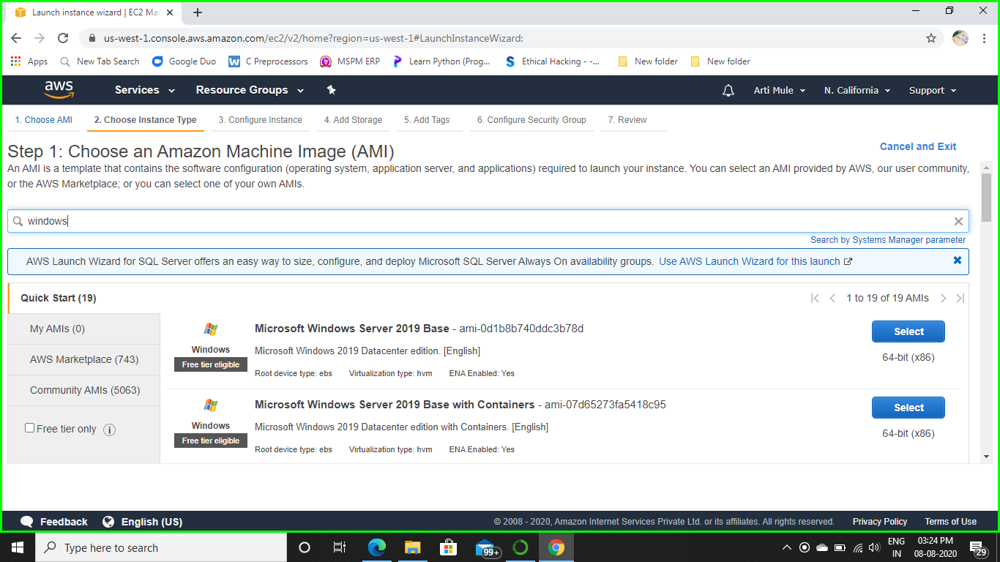 Launch instance wizard | EC2 Ma
us-west-1.console.aws.amazon.com/ec2/v2/home?region=us-west-1#LaunchInstanceWizard:
Apps New Tab Search Google Duo W C Preprocessors MSPM ERP Learn Python (Prog... S Ethical Hacking - -... New folder New folder
aws Services Resource Groups Arti Mule N. California Support
1. Choose AMI 2. Choose Instance Type 3. Configure Instance 4. Add Storage 5. Add Tags 6. Configure Security Group 7. Review
Step 1: Choose an Amazon Machine Image (AMI) Cancel and Exit
An AMI is a template that contains the software configuration (operating system, application server, and applications) required to launch your instance. You can select an AMI provided by AWS, our user community,
or the AWS Marketplace; or you can select one of your own AMIs.
windows
Search by Systems Manager parameter
AWS Launch Wizard for SQL Server offers an easy way to size, configure, and deploy Microsoft SQL Server Always On availability groups. Use AWS Launch Wizard for this launch
Quick Start (19) 1 to 19 of 19 AMIs
My AMIs (0)
AWS Marketplace (743)
Community AMIs (5063)
Free tier only i
Windows
Free tier eligible
Microsoft Windows Server 2019 Base - ami-0d1b8b740ddc3b78d
Microsoft Windows 2019 Datacenter edition. [English]
Root device type: ebs Virtualization type: hvm ENA Enabled: Yes
Select
64-bit (x86)
Windows
Free tier eligible
Microsoft Windows Server 2019 Base with Containers - ami-07d65273fa5418c95
Microsoft Windows 2019 Datacenter edition with Containers. [English]
Root device type: ebs Virtualization type: hvm ENA Enabled: Yes
Select
64-bit (x86)
Feedback English (US) © 2008 - 2020, Amazon Internet Services Private Ltd. or its affiliates. All rights reserved. Privacy Policy Terms of Use
Type here to search
99+
ENG
IN
03:24 PM
08-08-2020
29